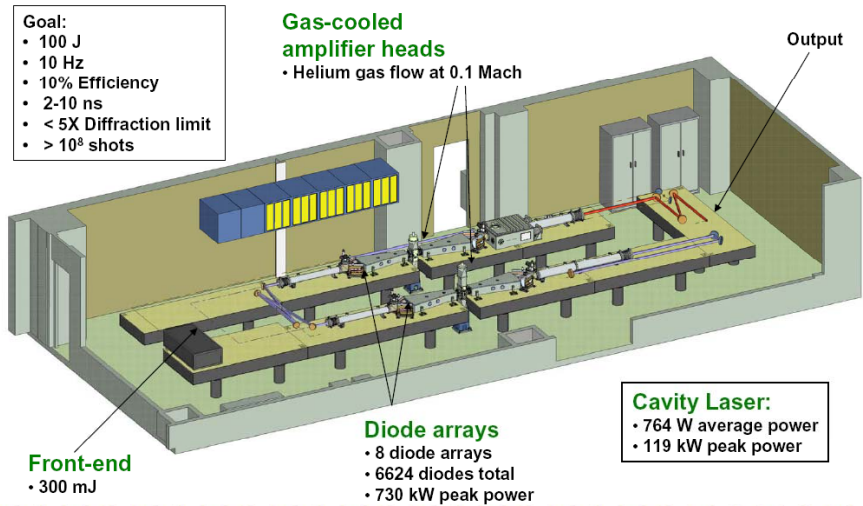 Goal:
• 100 J
• 10 Hz
• 10% Efficiency
• 2-10 ns
• < 5X Diffraction limit
• > 10⁸ shots
Gas-cooled
amplifier heads
• Helium gas flow at 0.1 Mach
Output
Front-end
• 300 mJ
Diode arrays
• 8 diode arrays
• 6624 diodes total
• 730 kW peak power
Cavity Laser:
• 764 W average power
• 119 kW peak power